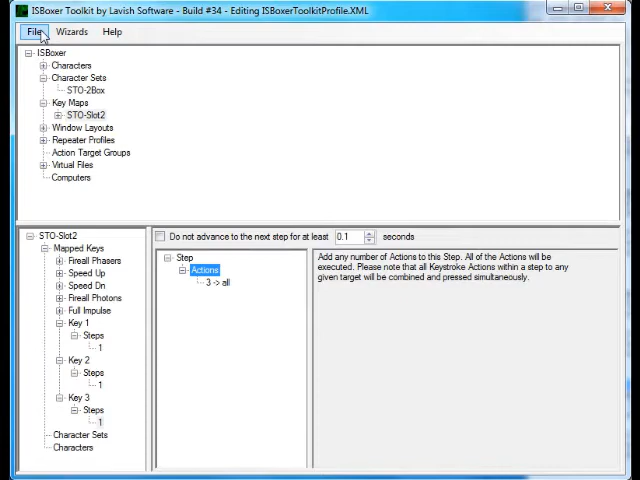 ISBoxer Toolkit by Lavish Software - Build #34 - Editing ISBoxerToolkitProfile.XML
File Wizards Help
ISBoxer
Characters
Character Sets
STO-2Box
Key Maps
STO-Slot2
Window Layouts
Repeater Profiles
Action Target Groups
Virtual Files
Computers
STO-Slot2
Mapped Keys
Fireall Phasers
Speed Up
Speed Dn
Fireall Photons
Full Impulse
Key 1
Steps
1
Key 2
Steps
1
Key 3
Steps
1
Character Sets
Characters
Do not advance to the next step for at least 0.1 seconds
Step
Actions
3 -> all
Add any number of Actions to this Step. All of the Actions will be
executed. Please note that all Keystroke Actions within a step to any
given target will be combined and pressed simultaneously.